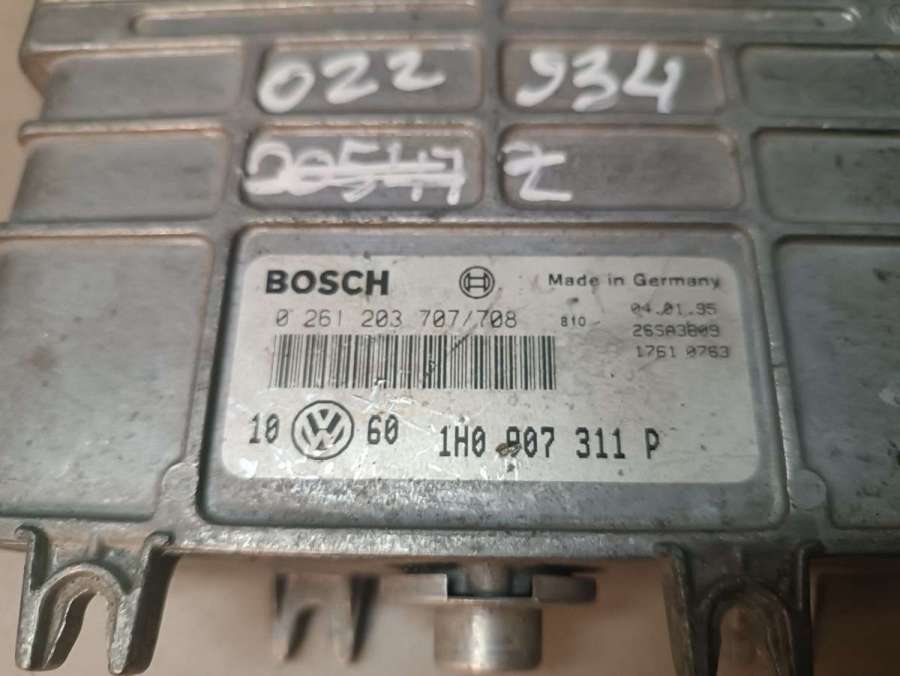 022 934
Z
BOSCH Made in Germany
0 261 203 707/708 810 04.01.95
26SA3809
1761 0763
10 60 1H0 907 311 P